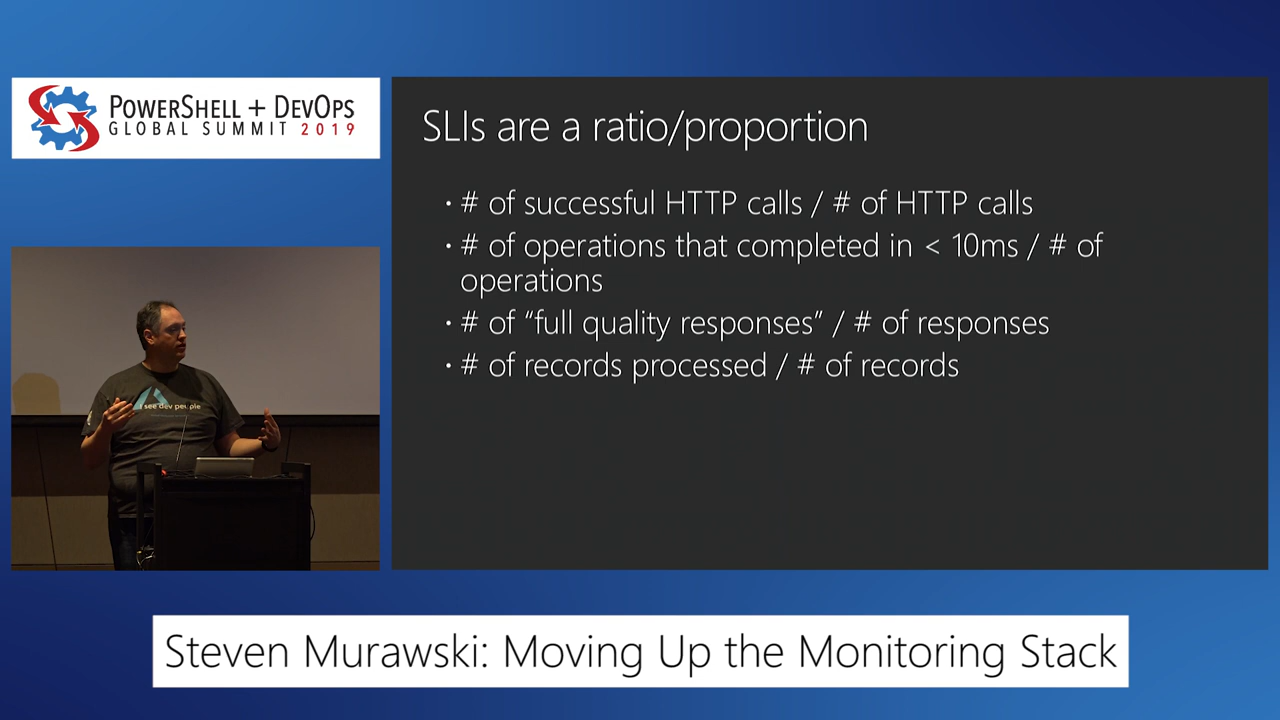 POWERSHELL + DEVOPS
GLOBAL SUMMIT 2019
SLIs are a ratio/proportion
• # of successful HTTP calls / # of HTTP calls
• # of operations that completed in < 10ms / # of
operations
• # of “full quality responses” / # of responses
• # of records processed / # of records
see dev people
Steven Murawski: Moving Up the Monitoring Stack